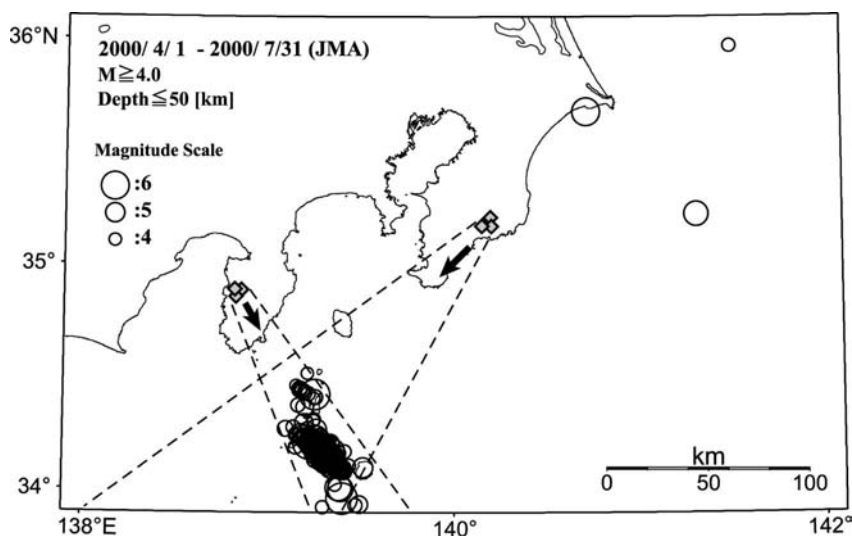 36°N
2000/ 4/ 1 - 2000/ 7/31 (JMA)
M≧4.0
Depth≦50 [km]
Magnitude Scale
:6
:5
:4
35°
34°
km
0 50 100
138°E 140° 142°